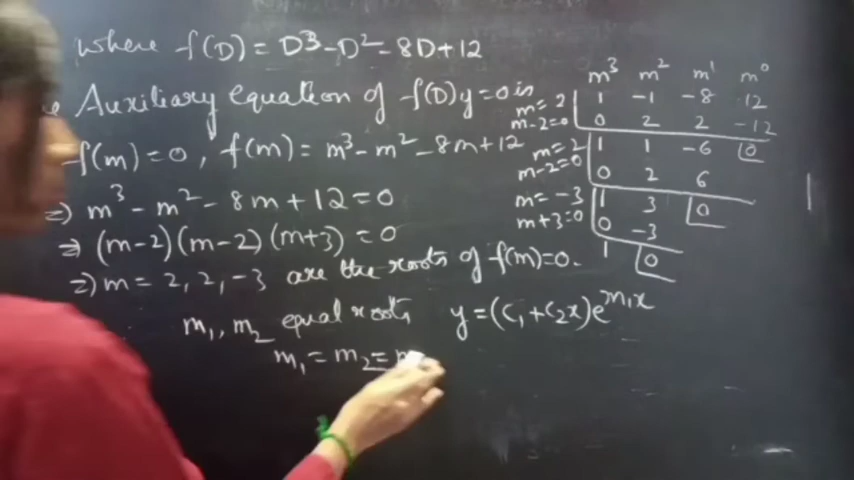 where f(D) = D³ - D² - 8D + 12
Auxiliary equation of f(D)y = 0 is
f(m) = 0, f(m) = m³ - m² - 8m + 12
=) m³ - m² - 8m + 12 = 0
=) (m-2)(m-2)(m+3) = 0
=) m = 2, 2, -3 are the roots of f(m)=0.
m₁, m₂ equal roots y = (c₁ + c₂x)e^m₁x
m₁ = m₂ =
m³ m² m¹ m⁰
m = 2 1 -1 -8 12
m-2=0 0 2 2 -12
m = 2 1 1 -6 0
m-2=0 0 2 6
m = -3 1 3 0
m+3=0 0 -3
1 0